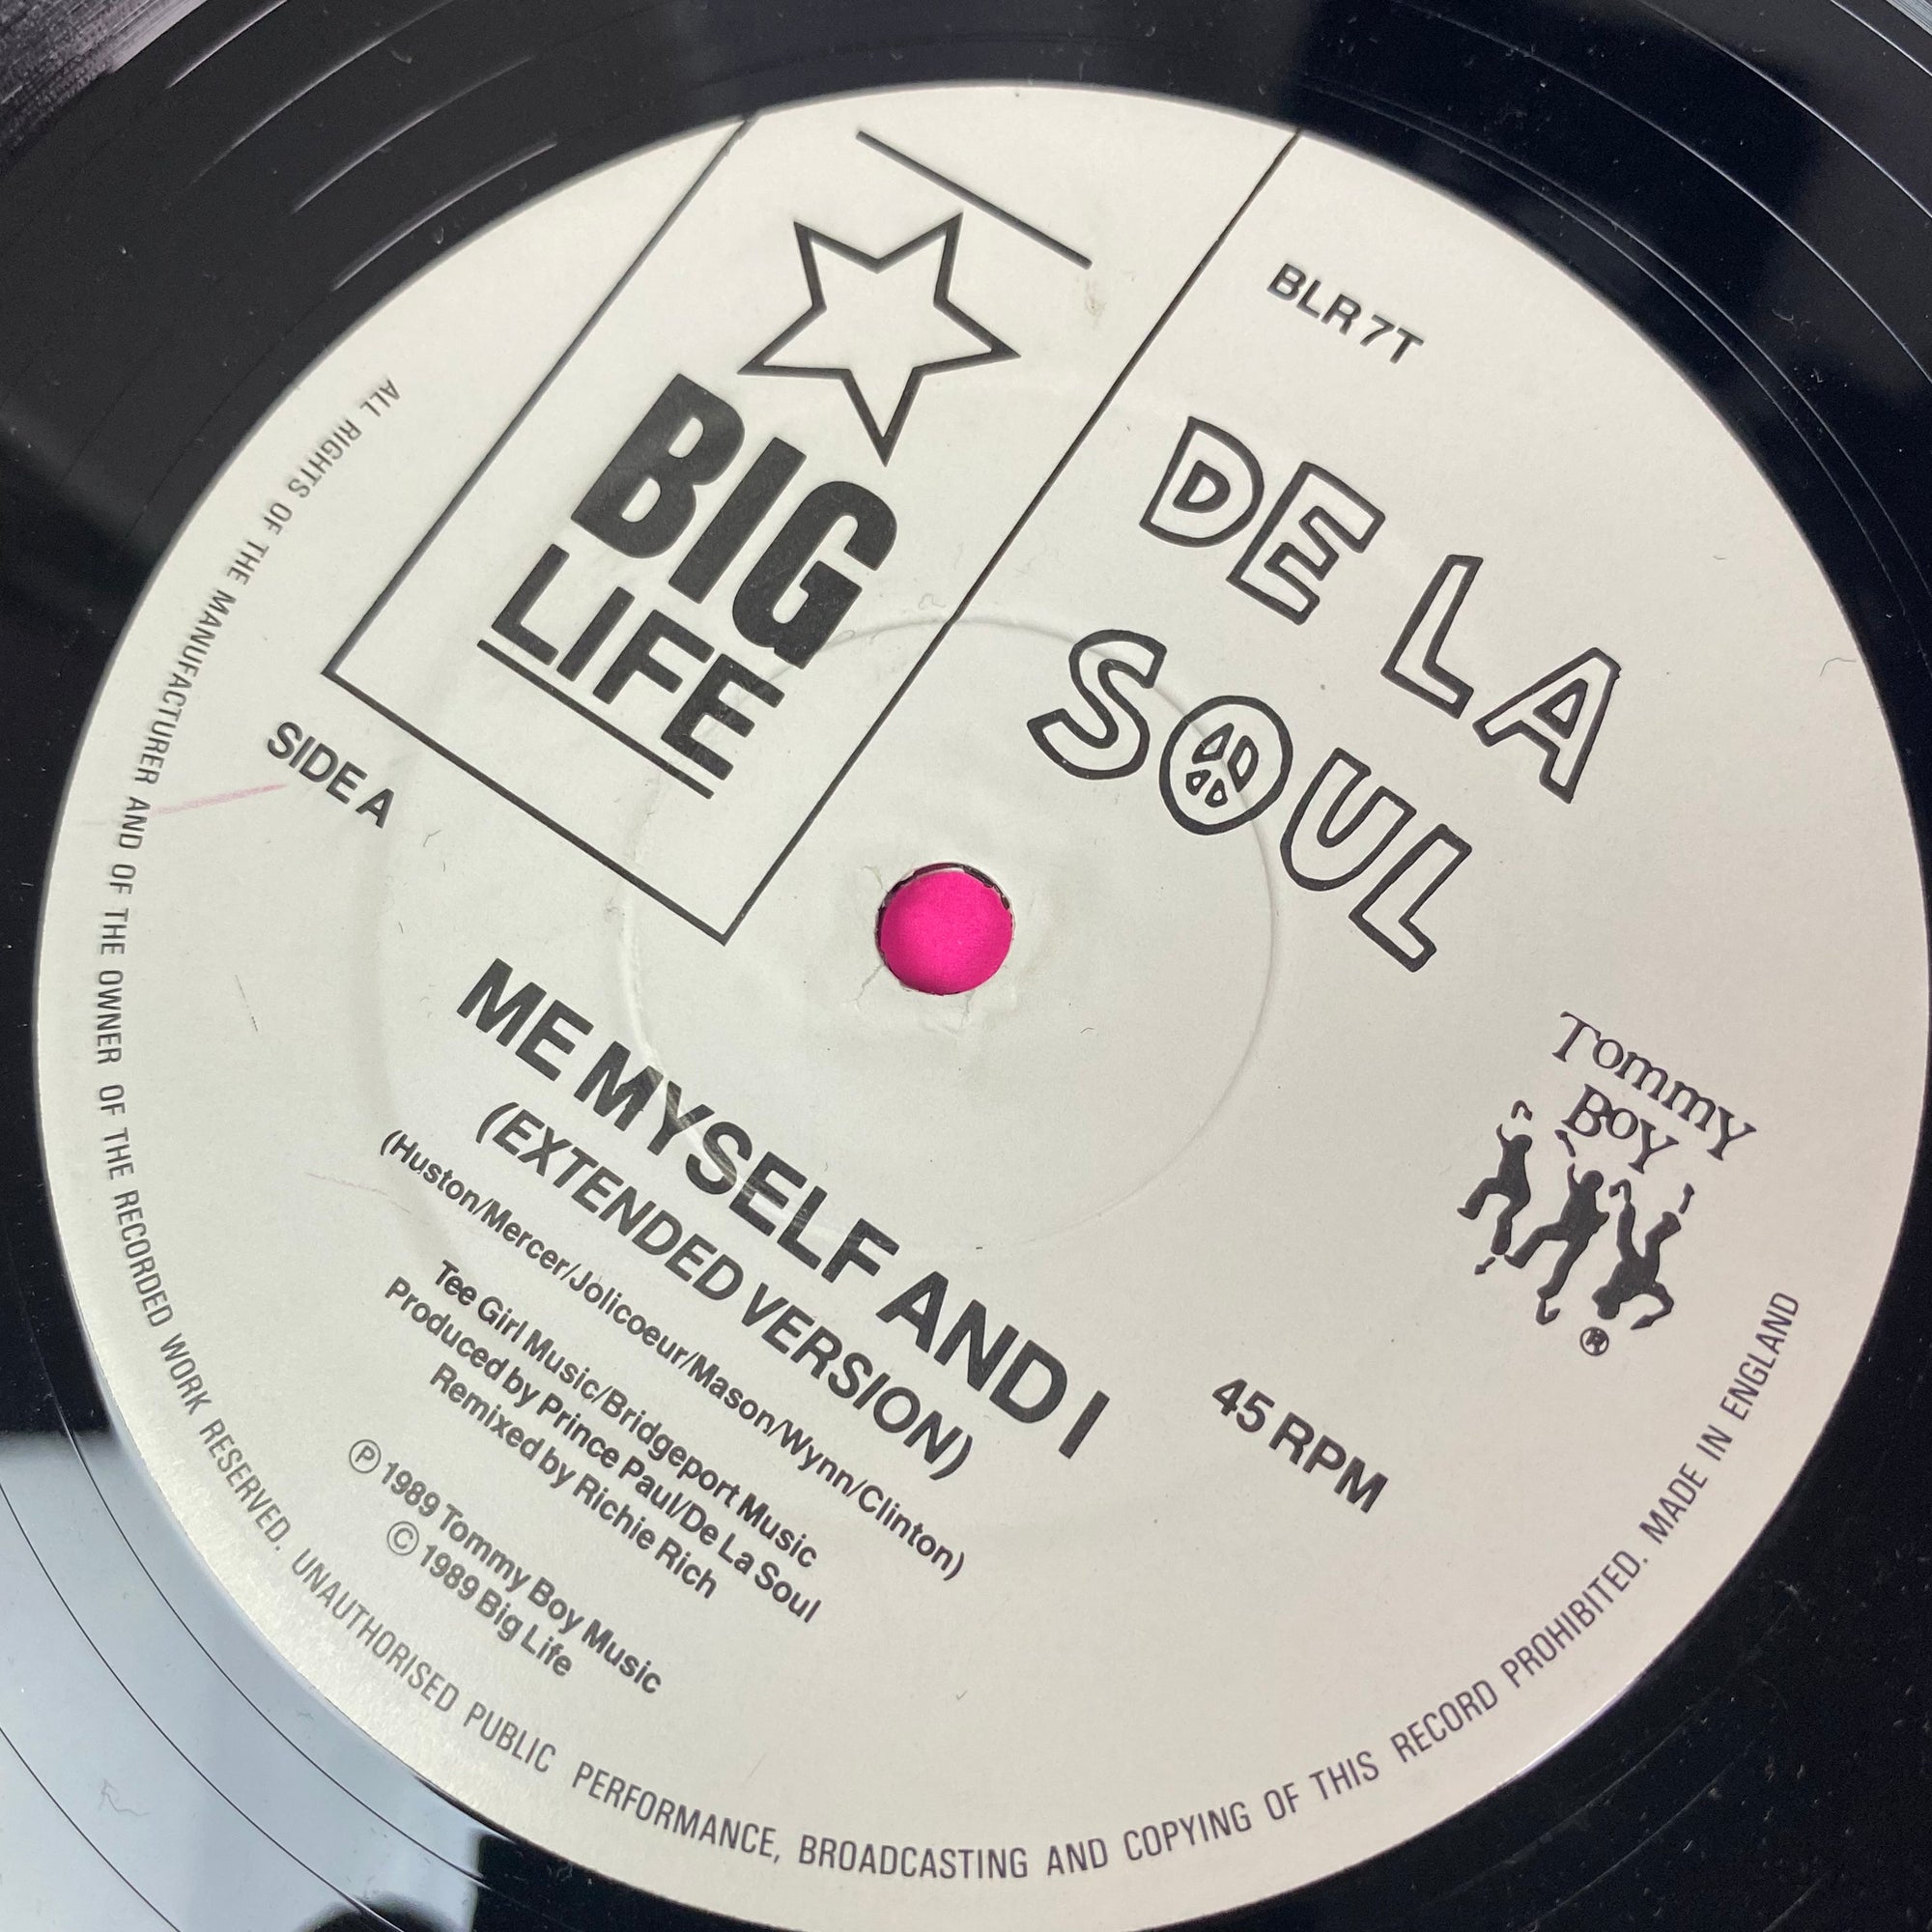 BIG
LIFE
BLR 7T
DE LA
SOUL
SIDE A
Tommy
Boy
®
ME MYSELF AND I
(EXTENDED VERSION)
(Huston/Mercer/Jolicoeur/Mason/Wynn/Clinton)
Tee Girl Music/Bridgeport Music
Produced by Prince Paul/De La Soul
Remixed by Richie Rich
℗ 1989 Tommy Boy Music
© 1989 Big Life
45 RPM
ALL RIGHTS OF THE MANUFACTURER AND OF THE OWNER OF THE RECORDED WORK RESERVED. UNAUTHORISED PUBLIC PERFORMANCE, BROADCASTING AND COPYING OF THIS RECORD PROHIBITED. MADE IN ENGLAND